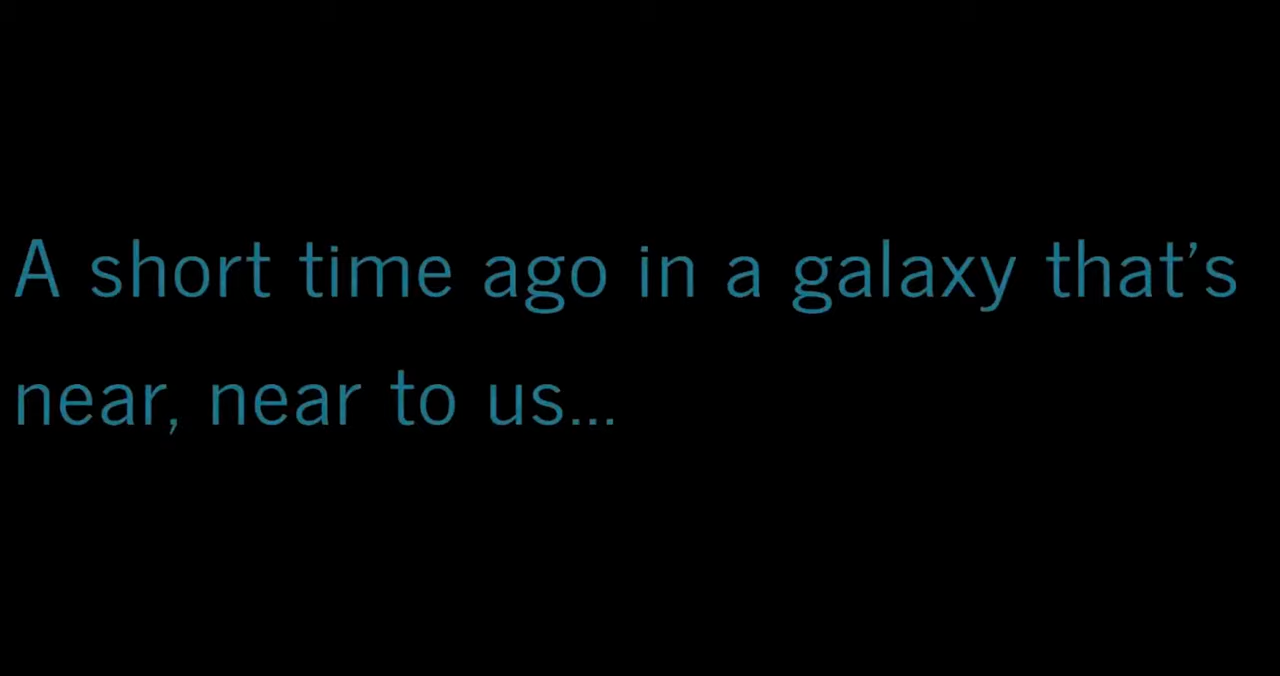 A short time ago in a galaxy that’s
near, near to us...